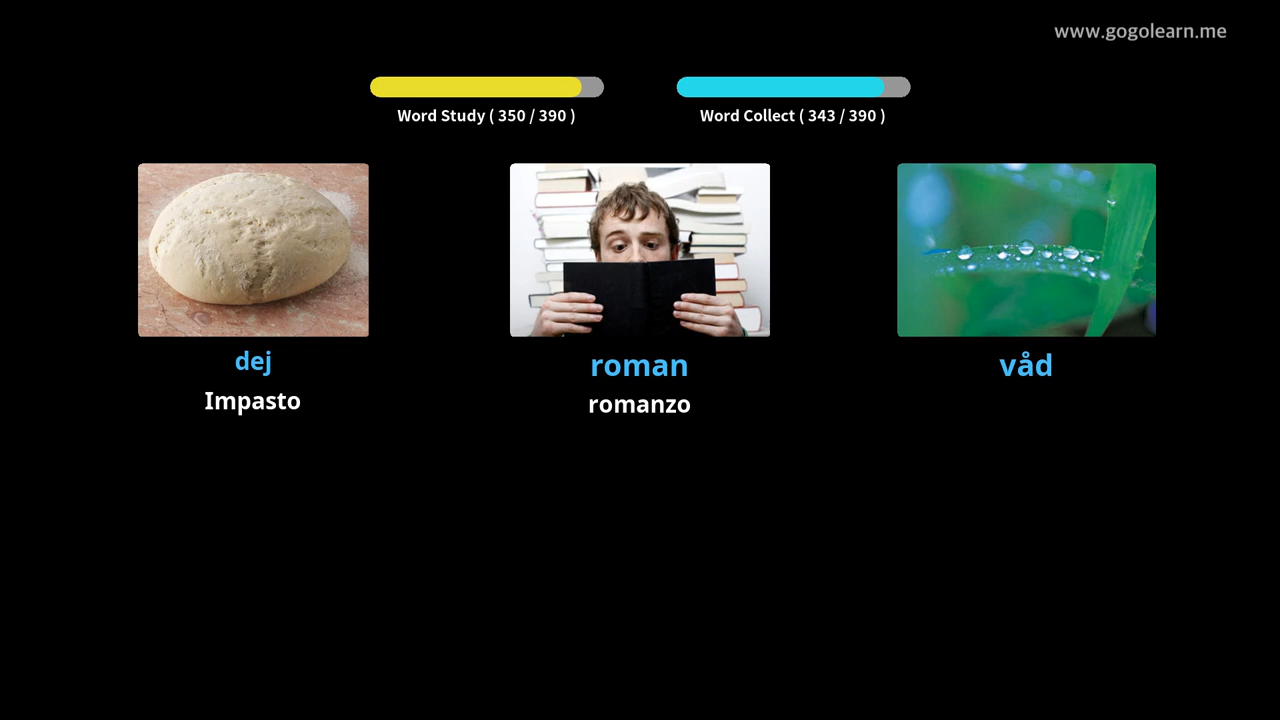 www.gogolearn.me
Word Study ( 350 / 390 )
Word Collect ( 343 / 390 )
dej
roman
våd
Impasto
romanzo